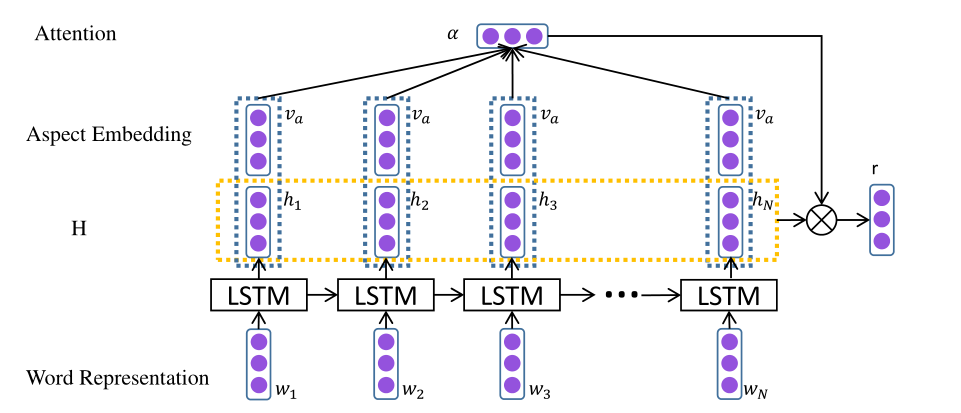 Attention α
Aspect Embedding v_a v_a v_a v_a
r
H h_1 h_2 h_3 h_N
LSTM LSTM LSTM ••• LSTM
Word Representation w_1 w_2 w_3 w_N